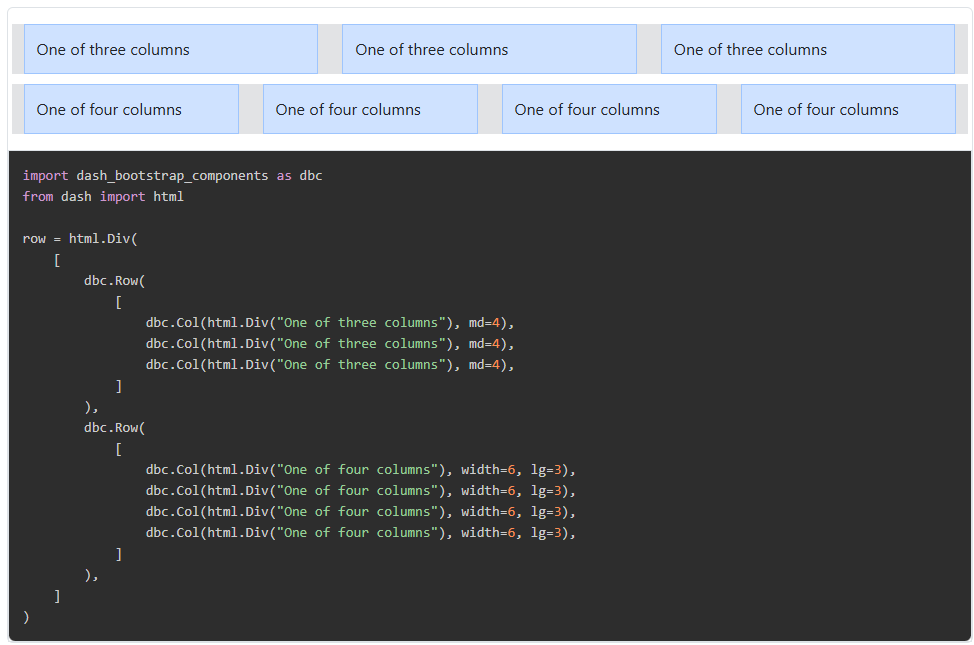 One of three columns One of three columns One of three columns
One of four columns One of four columns One of four columns One of four columns
import dash_bootstrap_components as dbc
from dash import html

row = html.Div(
    [
        dbc.Row(
            [
                dbc.Col(html.Div("One of three columns"), md=4),
                dbc.Col(html.Div("One of three columns"), md=4),
                dbc.Col(html.Div("One of three columns"), md=4),
            ]
        ),
        dbc.Row(
            [
                dbc.Col(html.Div("One of four columns"), width=6, lg=3),
                dbc.Col(html.Div("One of four columns"), width=6, lg=3),
                dbc.Col(html.Div("One of four columns"), width=6, lg=3),
                dbc.Col(html.Div("One of four columns"), width=6, lg=3),
            ]
        ),
    ]
)